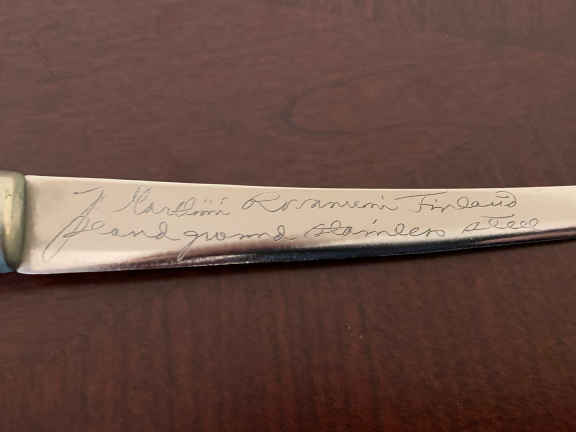 J. Marttiini Rovaniemi Finland
Hand ground stainless steel